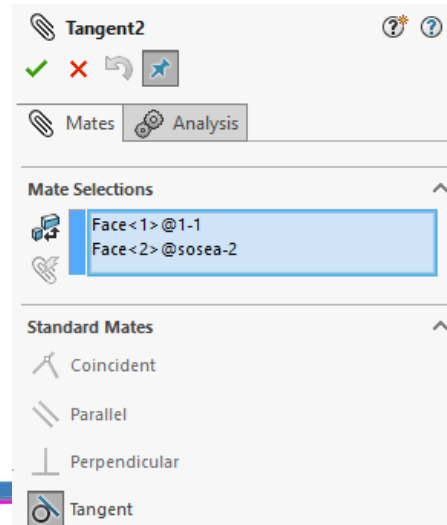 Tangent2
Mates
Analysis
Mate Selections
Face<1>@1-1
Face<2>@sosea-2
Standard Mates
Coincident
Parallel
Perpendicular
Tangent